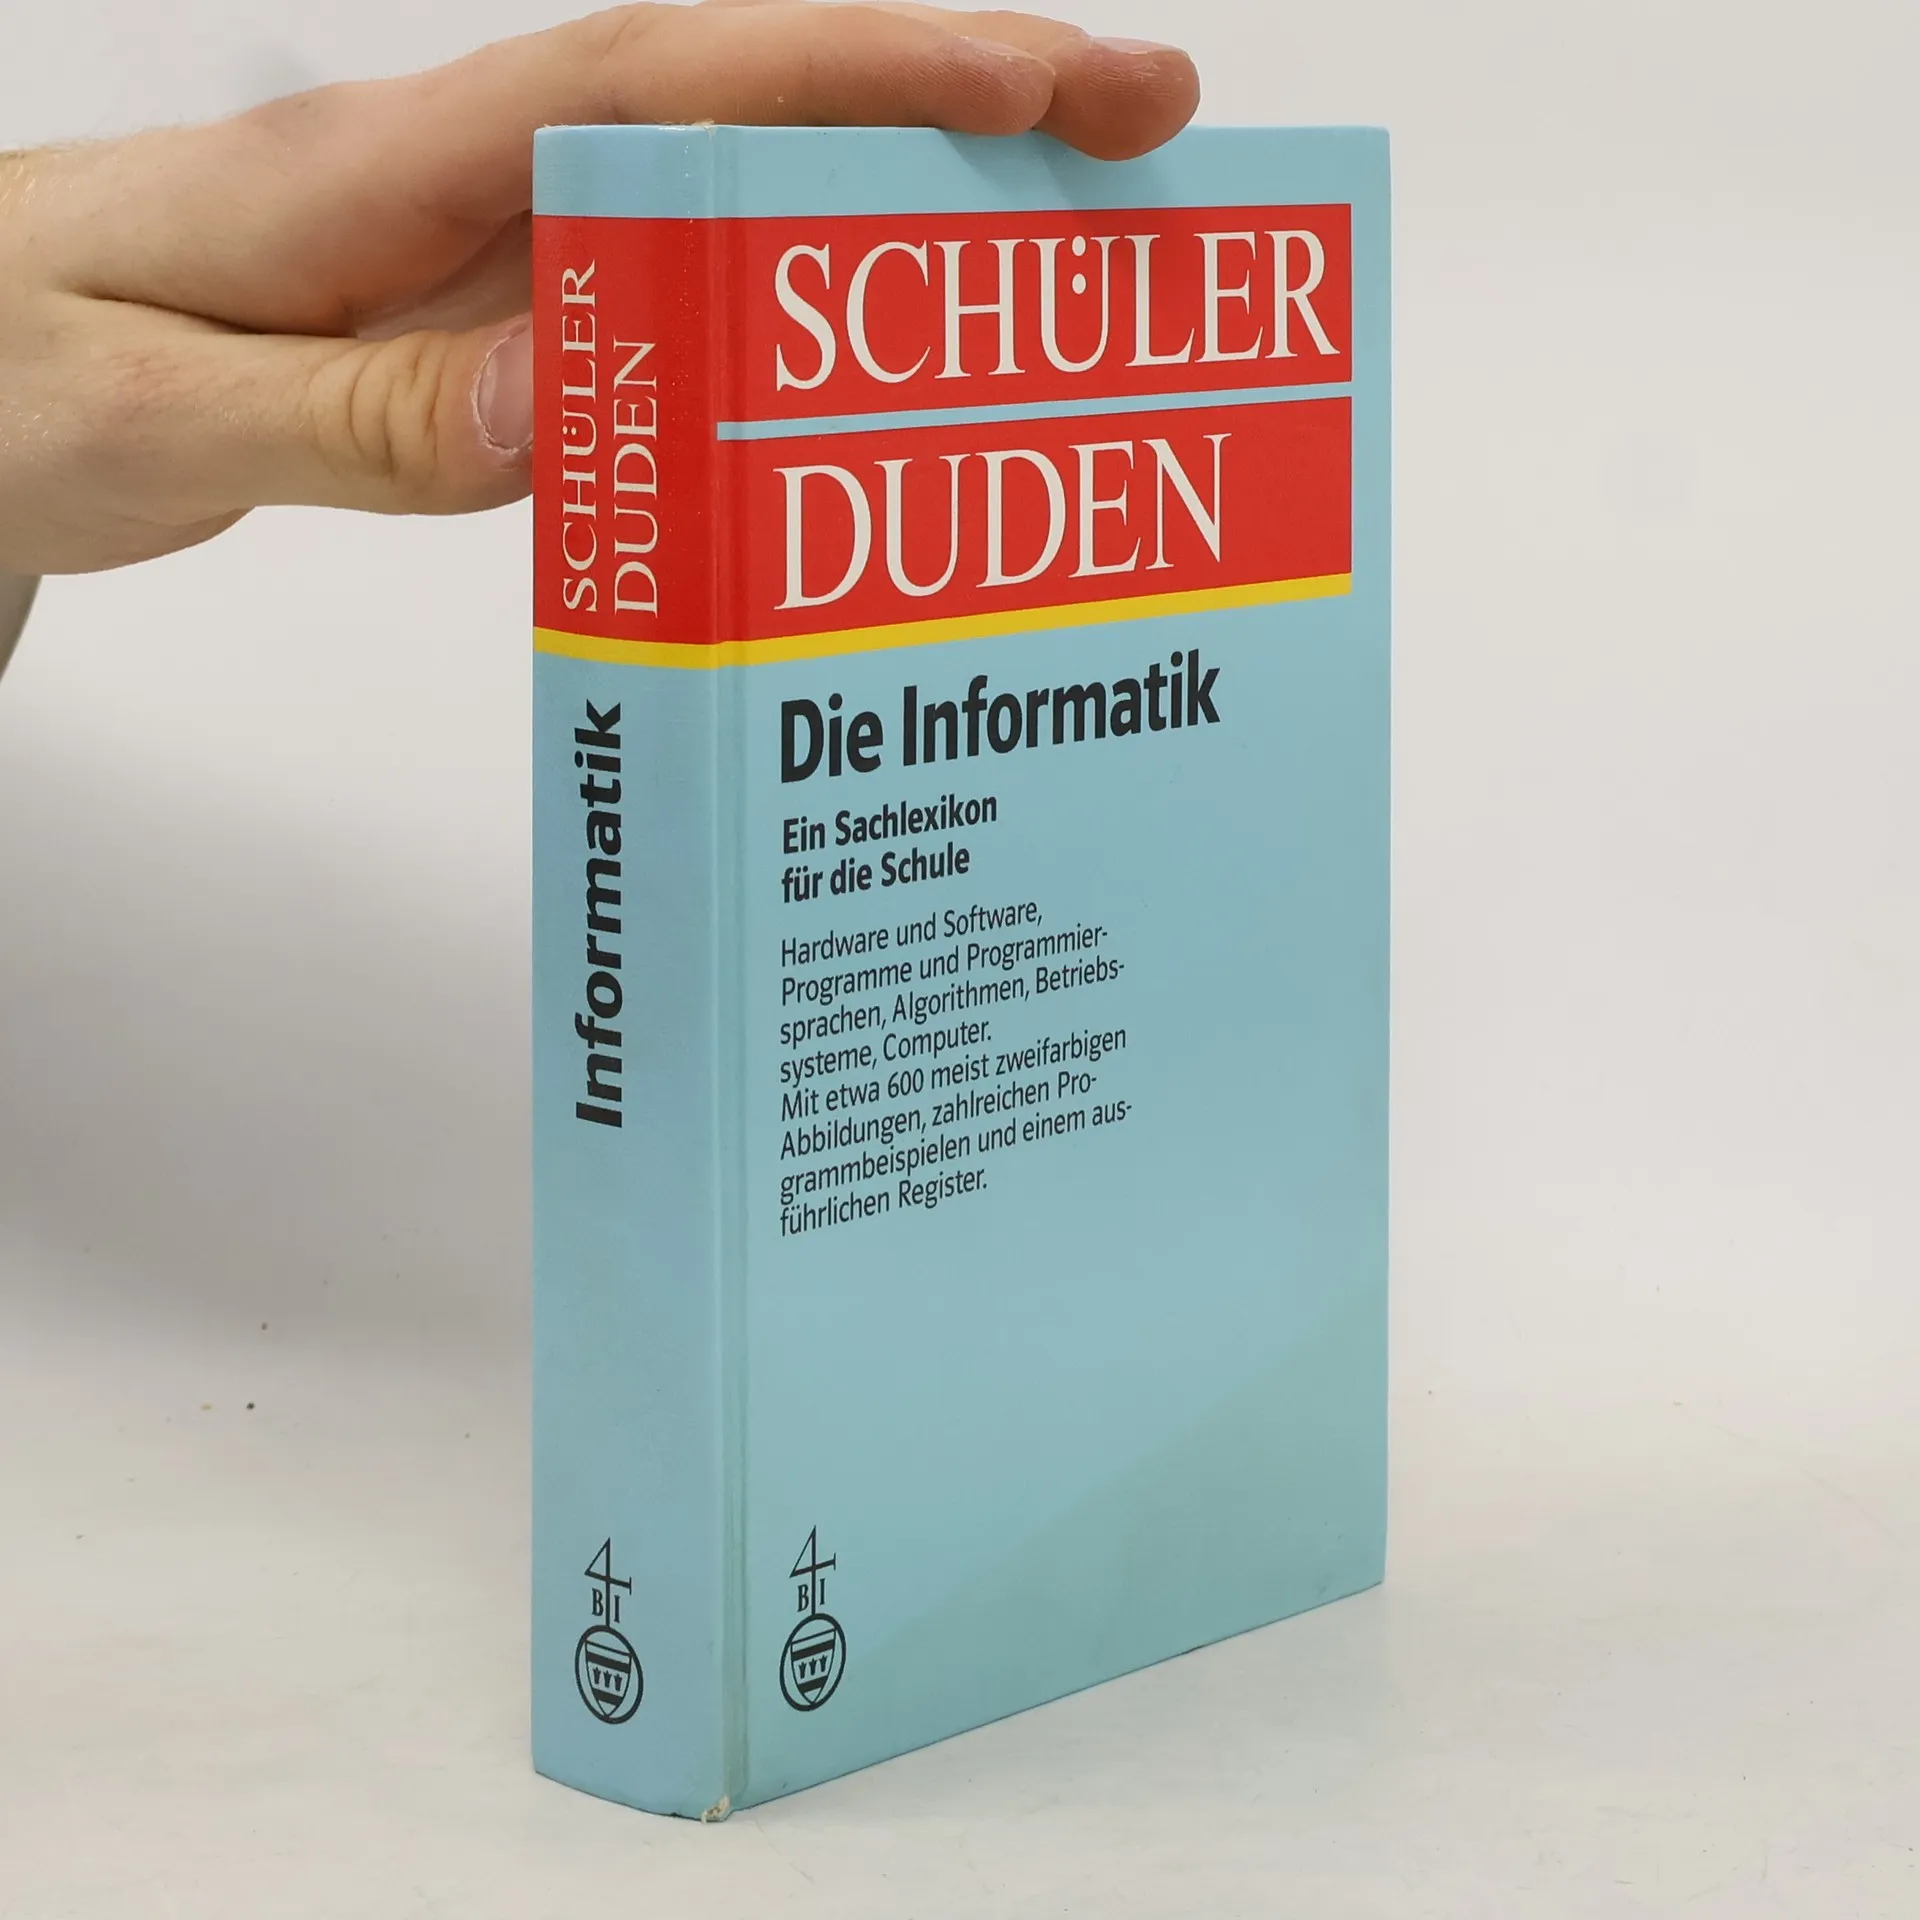 SCHÜLER
DUDEN
Informatik
B I
SCHÜLER
DUDEN
Die Informatik
Ein Sachlexikon
für die Schule
Hardware und Software,
Programme und Programmier-
sprachen, Algorithmen, Betriebs-
systeme, Computer.
Mit etwa 600 meist zweifarbigen
Abbildungen, zahlreichen Pro-
grammbeispielen und einem aus-
führlichen Register.
B I